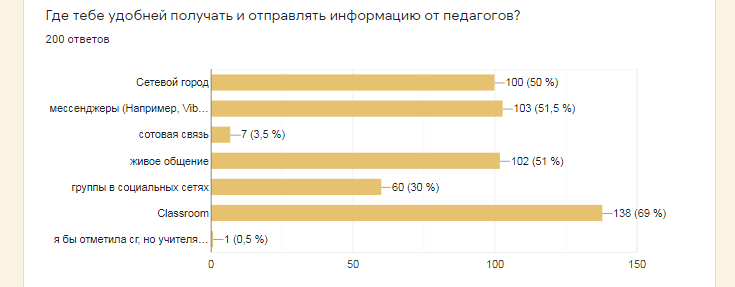 Где тебе удобней получать и отправлять информацию от педагогов?
200 ответов
Сетевой город 100 (50 %)
мессенджеры (Например, Vib... 103 (51,5 %)
сотовая связь 7 (3,5 %)
живое общение 102 (51 %)
группы в социальных сетях 60 (30 %)
Classroom 138 (69 %)
я бы отметила сг, но учителя... 1 (0,5 %)
0 50 100 150